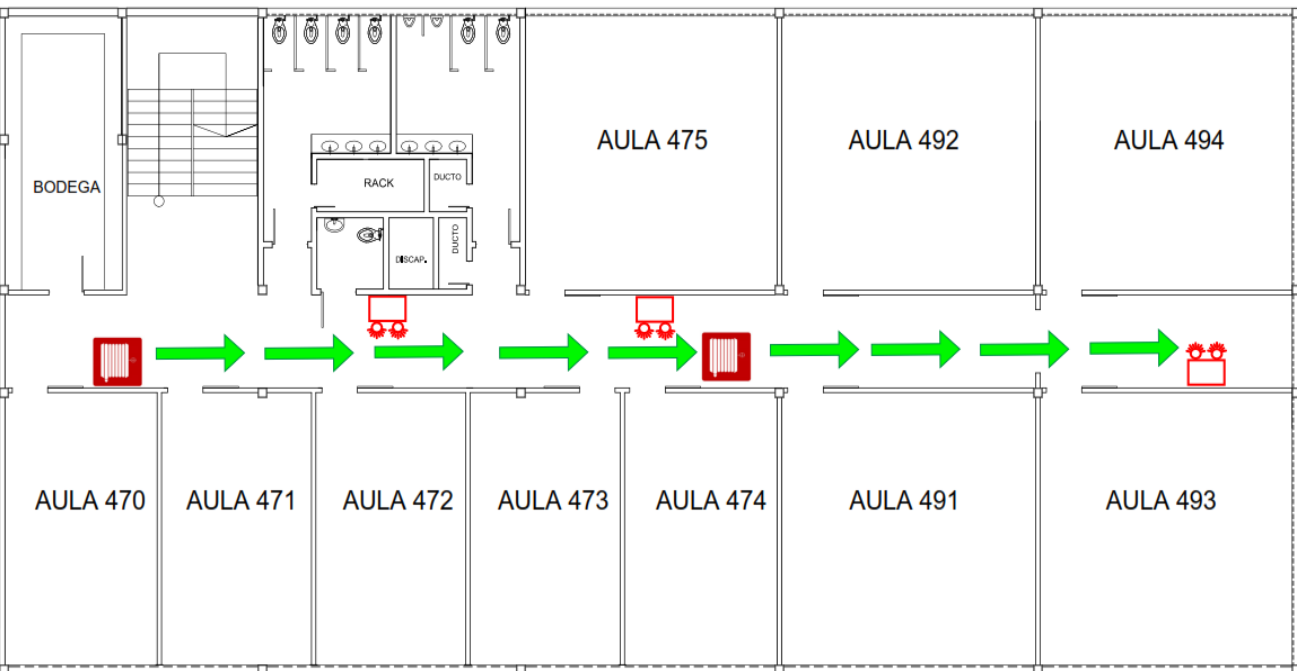 AULA 475
AULA 492
AULA 494
BODEGA
RACK
DUCTO
DUCTO
DISCAP.
AULA 470
AULA 471
AULA 472
AULA 473
AULA 474
AULA 491
AULA 493